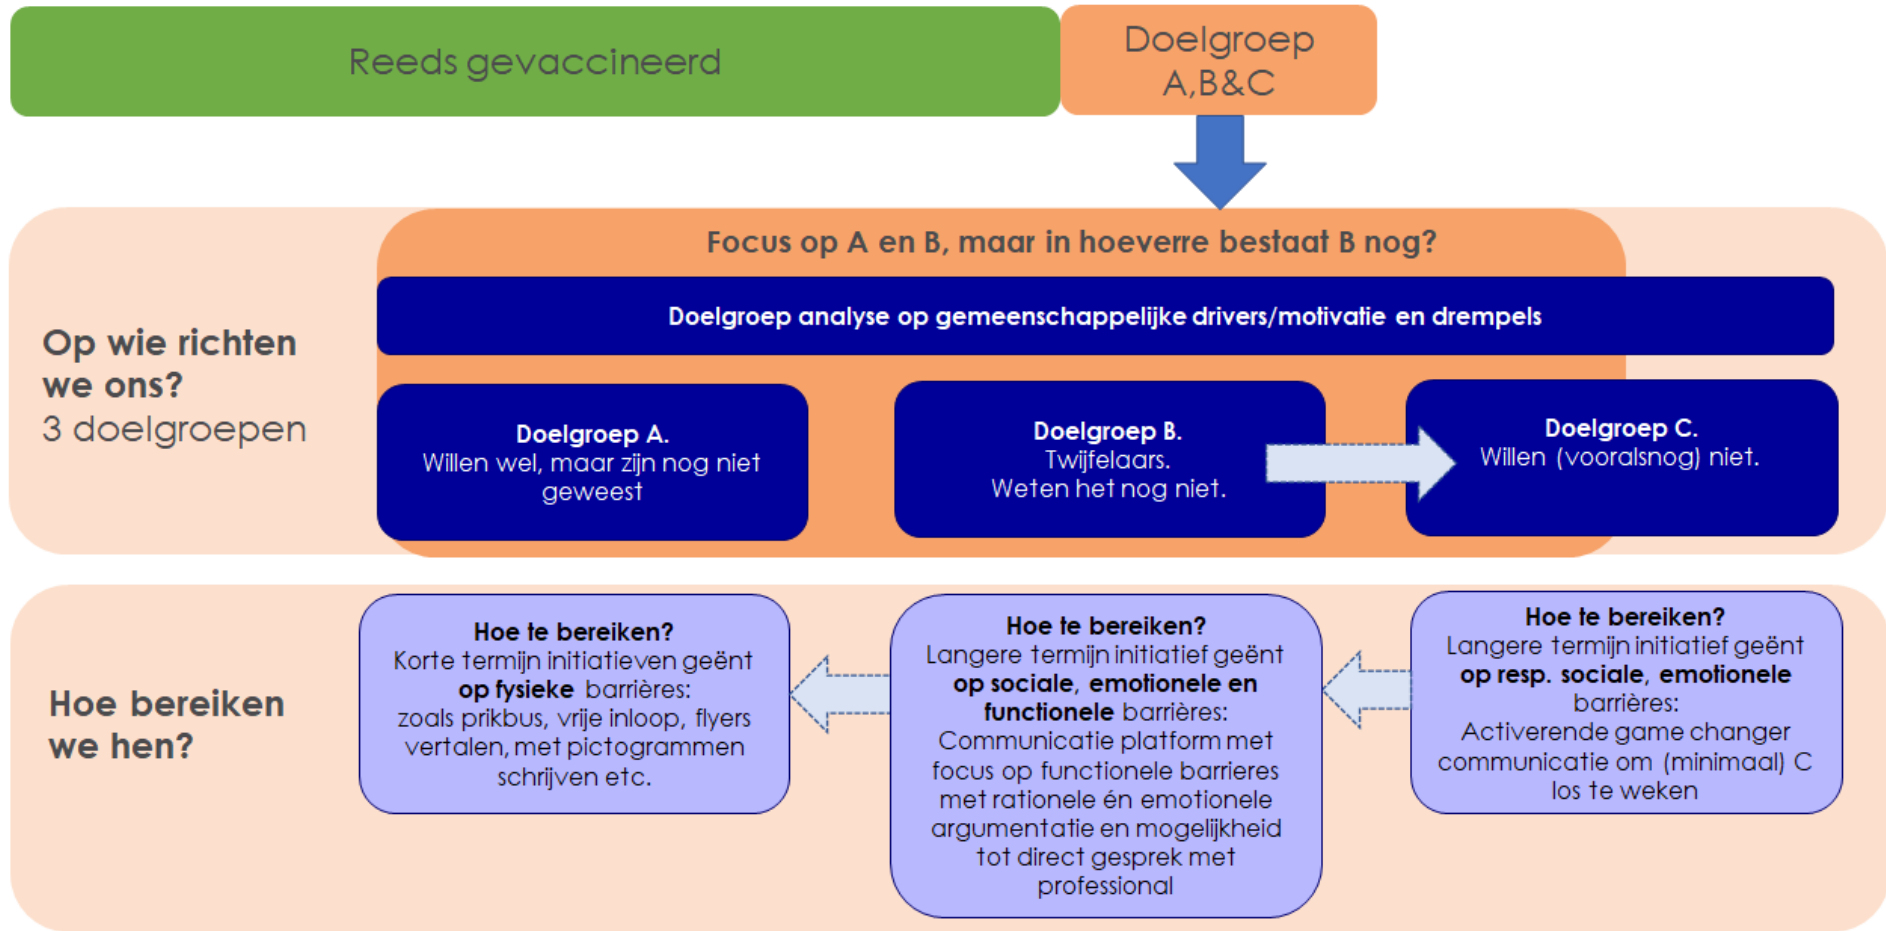 Reeds gevaccineerd
Doelgroep
A,B&C
Focus op A en B, maar in hoeverre bestaat B nog?
Doelgroep analyse op gemeenschappelijke drivers/motivatie en drempels
Op wie richten
we ons?
3 doelgroepen
Doelgroep A.
Willen wel, maar zijn nog niet
geweest
Doelgroep B.
Twijfelaars.
Weten het nog niet.
Doelgroep C.
Willen (vooralsnog) niet.
Hoe bereiken
we hen?
Hoe te bereiken?
Korte termijn initiatieven geënt
op fysieke barrières:
zoals prikbus, vrije inloop, flyers
vertalen, met pictogrammen
schrijven etc.
Hoe te bereiken?
Langere termijn initiatief geënt
op sociale, emotionele en
functionele barrières:
Communicatie platform met
focus op functionele barrieres
met rationele én emotionele
argumentatie en mogelijkheid
tot direct gesprek met
professional
Hoe te bereiken?
Langere termijn initiatief geënt
op resp. sociale, emotionele
barrières:
Activerende game changer
communicatie om (minimaal) C
los te weken